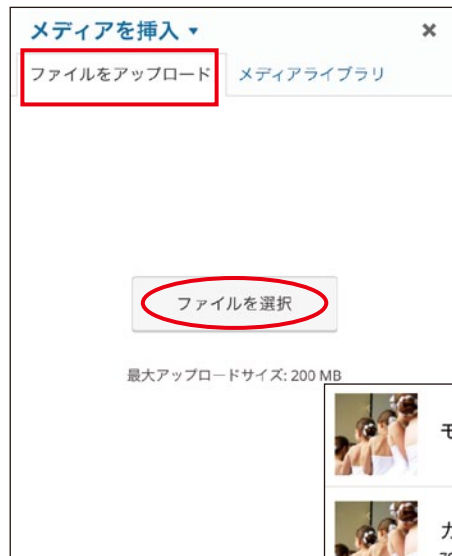 メディアを挿入 ▼ ×
ファイルをアップロード メディアライブラリ
ファイルを選択
最大アップロードサイズ: 200 MB
モ
カ